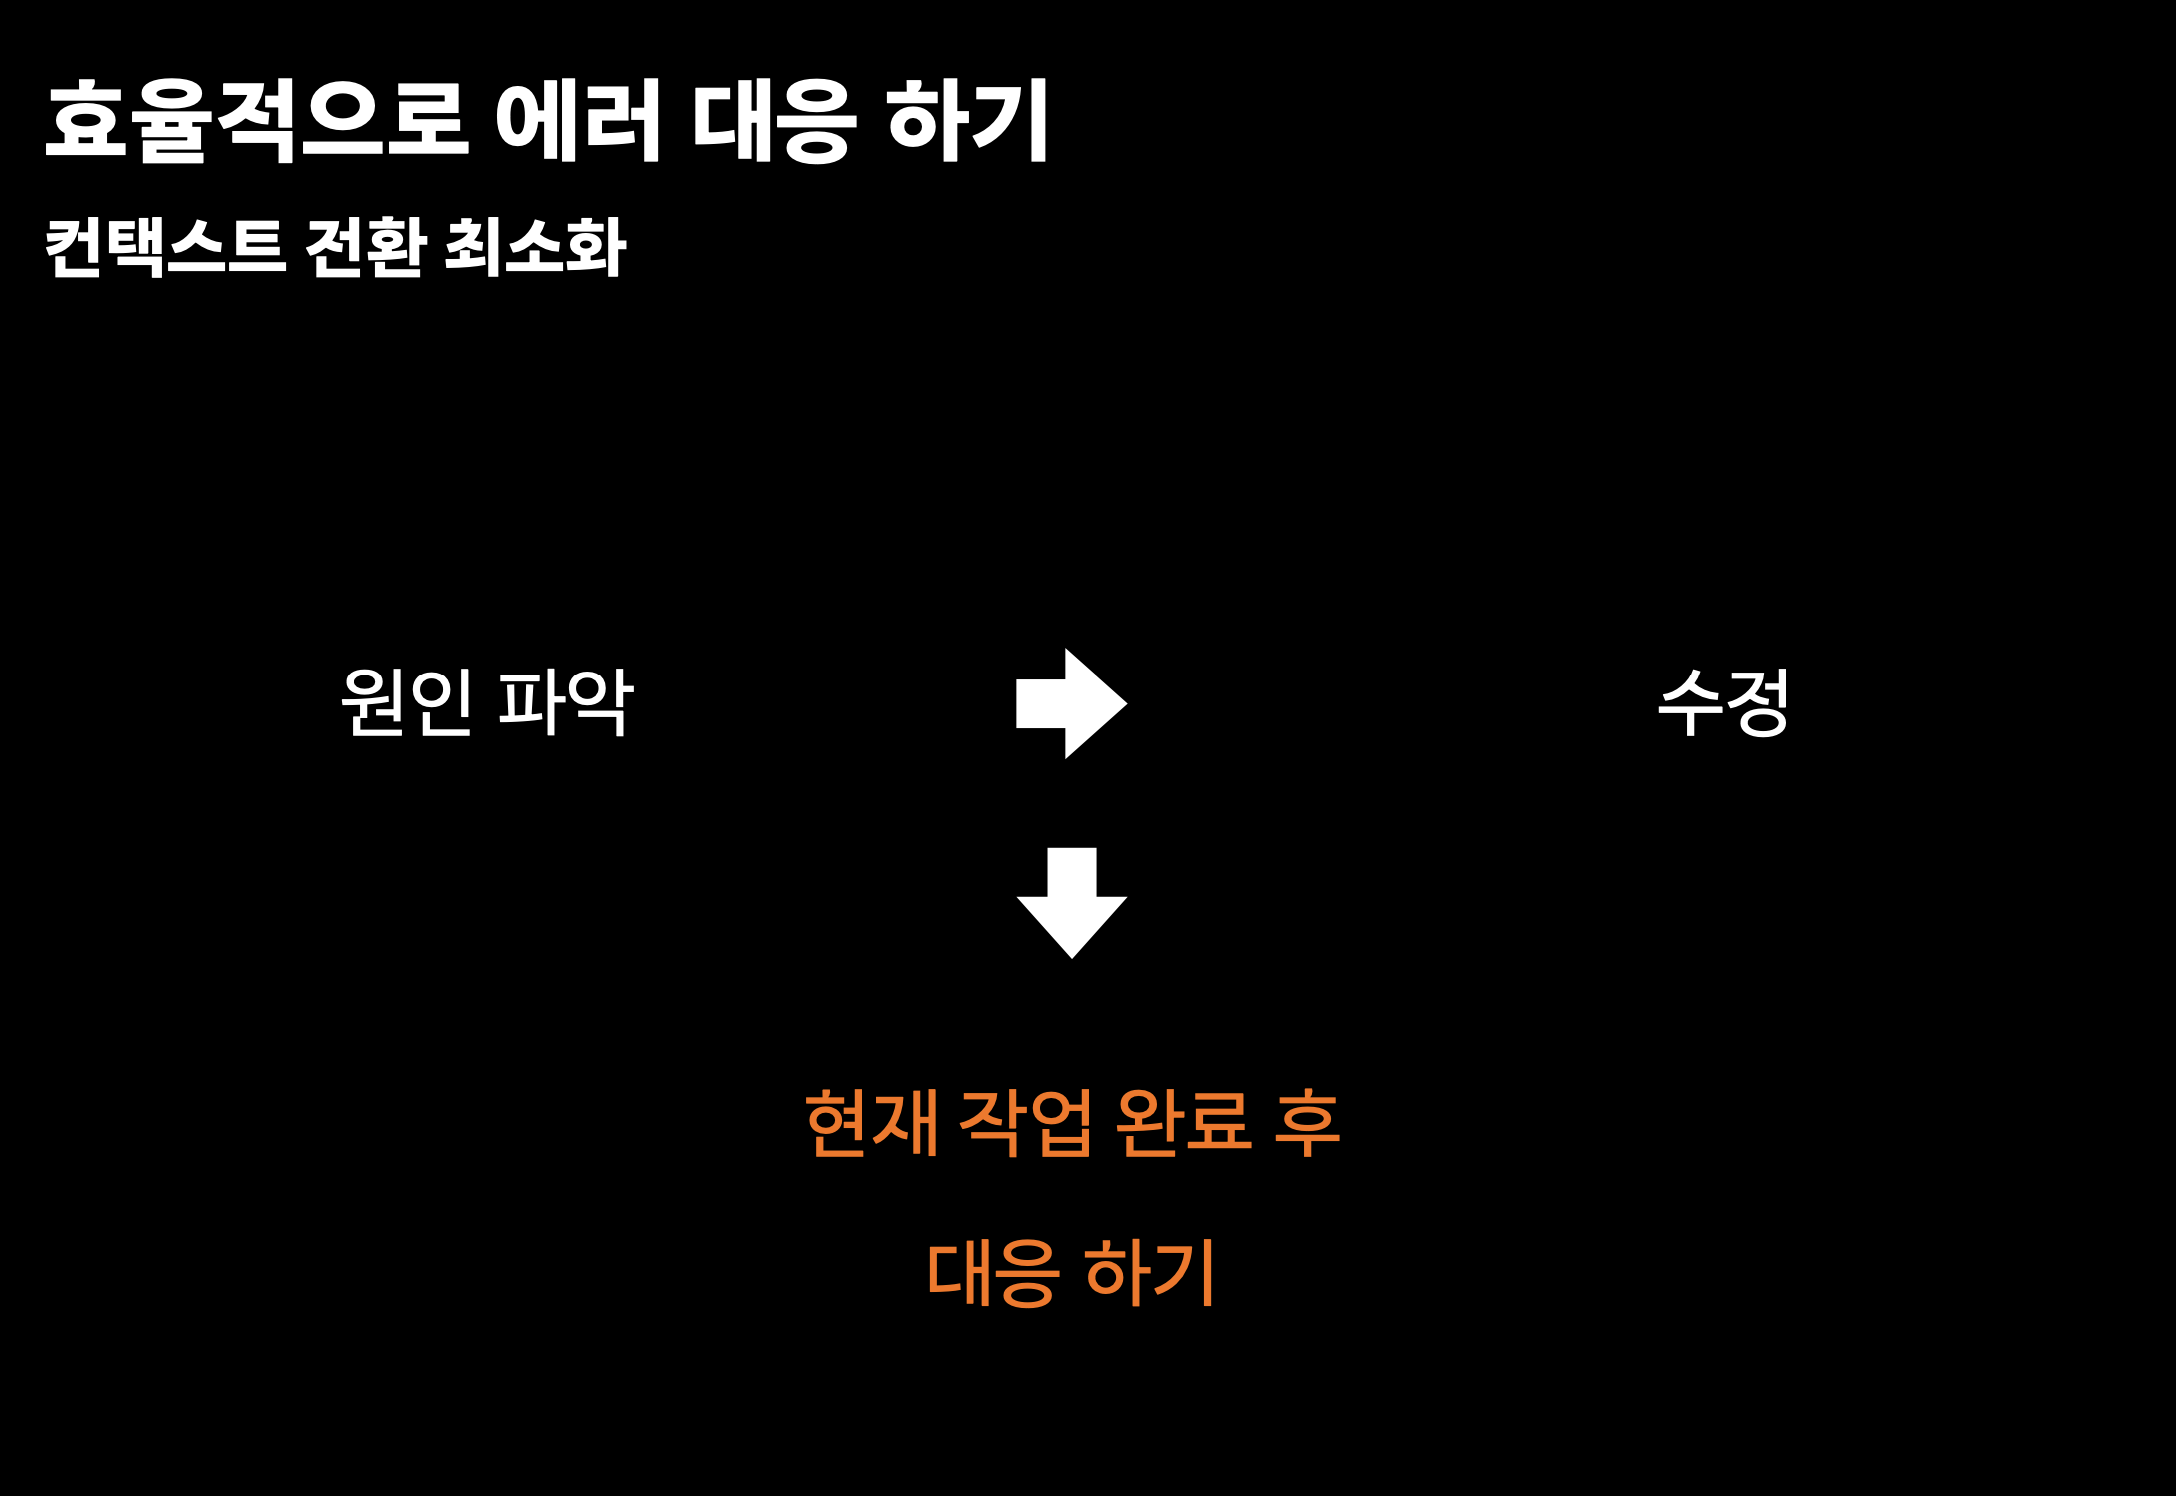 효율적으로 에러 대응 하기
컨택스트 전환 최소화
원인 파악
수정
현재 작업 완료 후
대응 하기